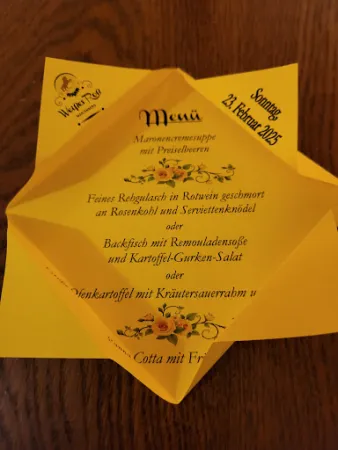 Sonntag,
23. Februar 2025
Menü
Maronencremesuppe
mit Preiselbeeren
Feines Rehgulasch in Rotwein geschmort
an Rosenkohl und Serviettenknödel
oder
Backfisch mit Remouladensoße
und Kartoffel-Gurken-Salat
oder
Ofenkartoffel mit Kräutersauerrahm u
Cotta mit Fr